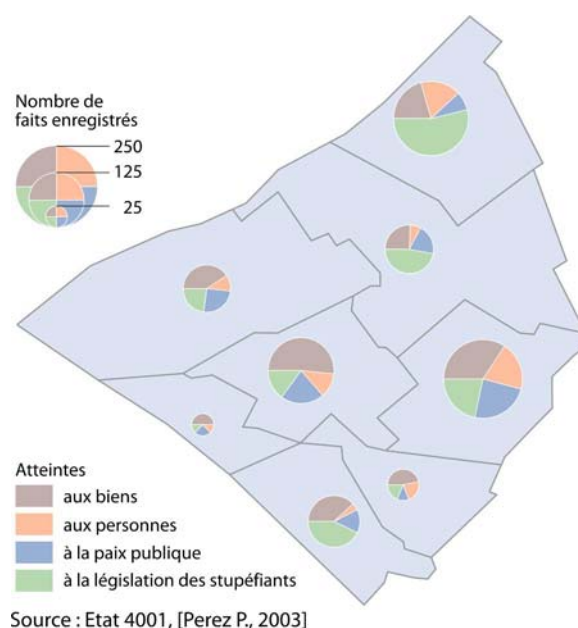 Nombre de
faits enregistrés
250
125
25
Atteintes
aux biens
aux personnes
à la paix publique
à la législation des stupéfiants
Source : Etat 4001, [Perez P., 2003]